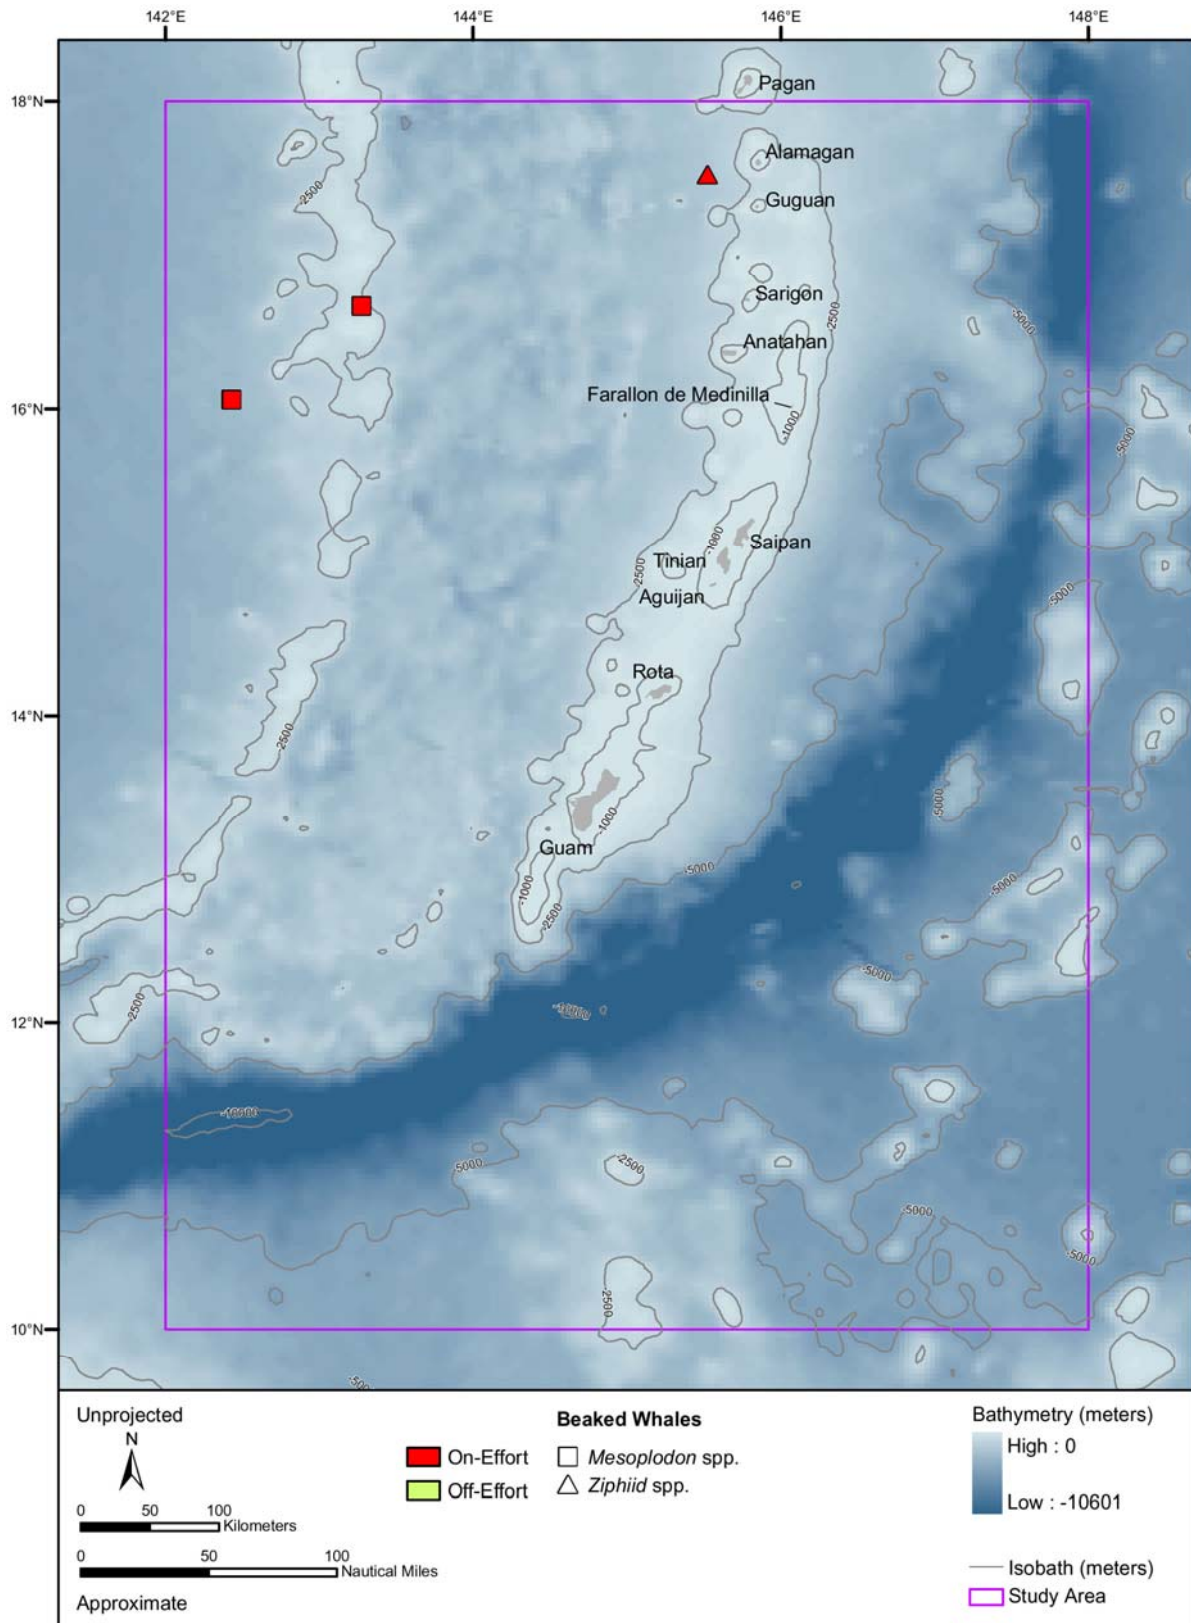 142°E 144°E 146°E 148°E
18°N
Pagan
Alamagan
-2500
Guguan
Sarigon
-2500
-5000
Anatahan
Farallon de Medinilla
16°N
-1000
-5000
-1000
Saipan
Tinian
-2500
Aguijan
-5000
Rota
14°N
-2500
-5000
-1000
Guam
-5000
-1000
-5000
-2500
-5000
-2500
12°N
-10000
-10000
-5000
-2500
-5000
-5000
-2500
10°N
Unprojected
N
0 50 100
Kilometers
0 50 100
Nautical Miles
Approximate
On-Effort
Off-Effort
Beaked Whales
Mesoplodon spp.
Ziphiid spp.
Bathymetry (meters)
High : 0
Low : -10601
Isobath (meters)
Study Area